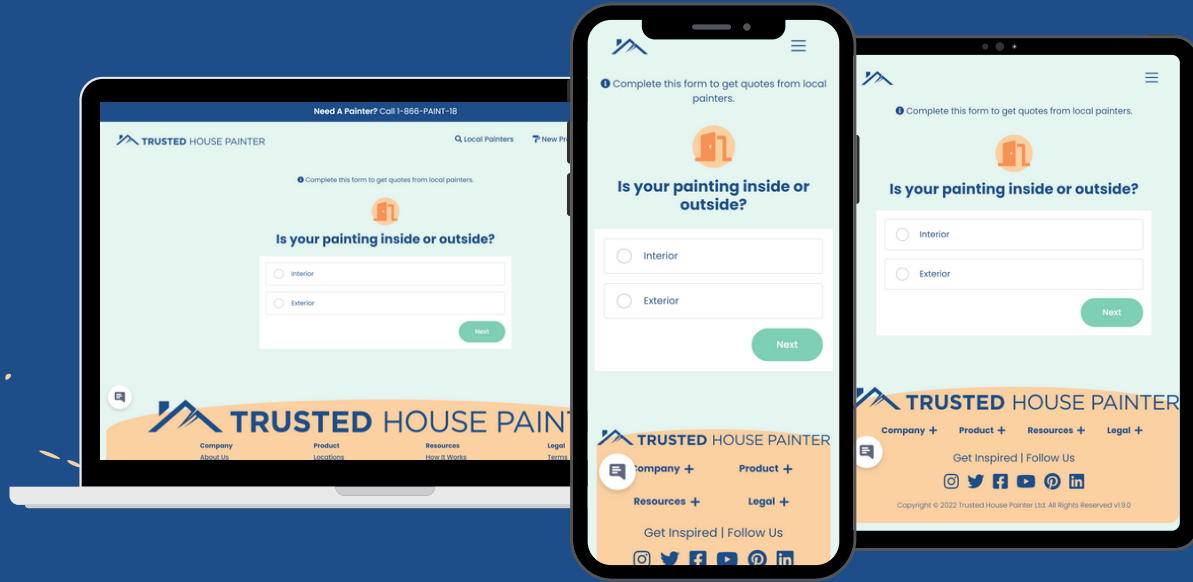 Need A Painter? Call 1-866-PAINT-18
TRUSTED HOUSE PAINTER
Local Painters
New Pr
Complete this form to get quotes from local painters.
Is your painting inside or outside?
Interior
Exterior
Next
TRUSTED HOUSE PAIN
Company Product Resources Legal
About Us Locations How It Works Terms
Complete this form to get quotes from local
painters.
Is your painting inside or
outside?
Interior
Exterior
Next
TRUSTED HOUSE PAINTER
Company + Product +
Resources + Legal +
Get Inspired | Follow Us
Complete this form to get quotes from local painters.
Is your painting inside or outside?
Interior
Exterior
Next
TRUSTED HOUSE PAINTER
Company + Product + Resources + Legal +
Get Inspired | Follow Us
Copyright © 2022 Trusted House Painter Ltd. All Rights Reserved v1.9.0